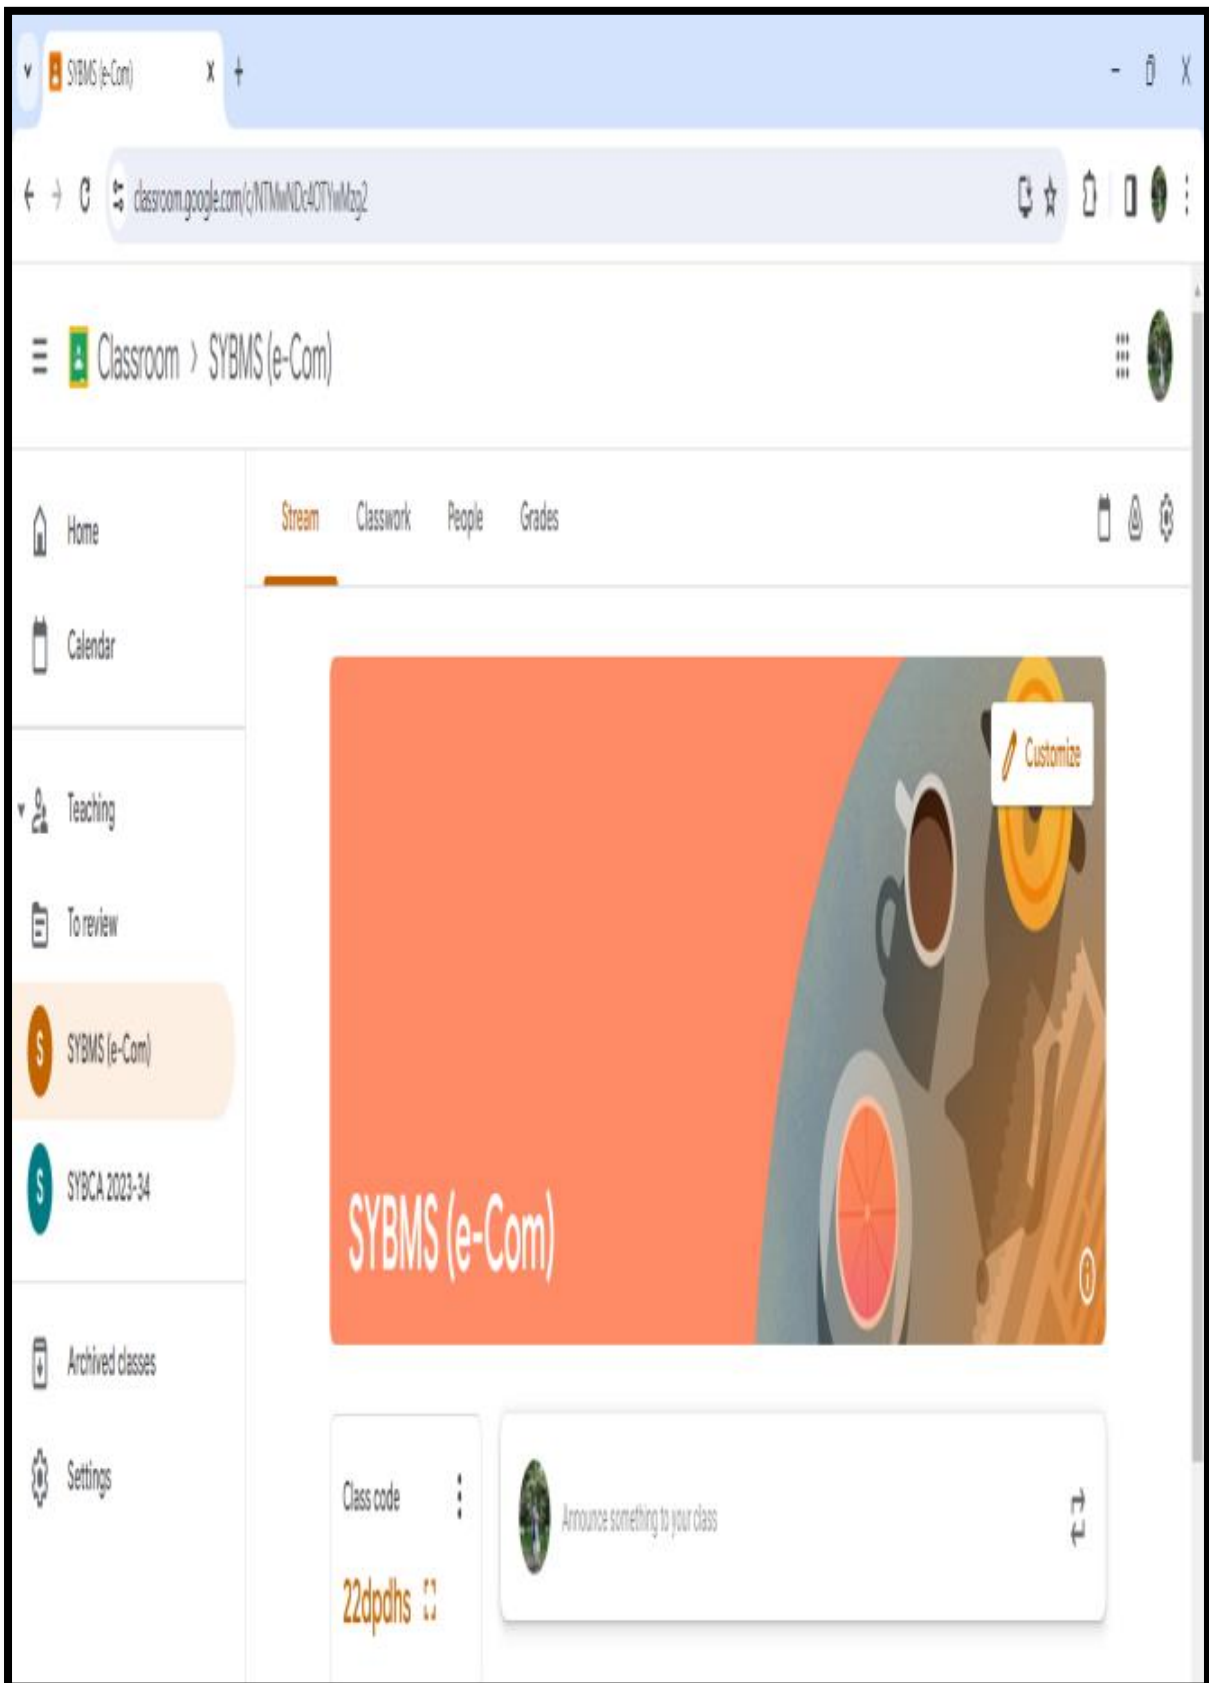 SYBMS (e-Com)
classroom.google.com/c/NTMwNDc4OTYwMzg2
Classroom > SYBMS (e-Com)
Home
Calendar
Teaching
To review
S SYBMS (e-Com)
S SYBCA 2023-34
Archived classes
Settings
Stream Classwork People Grades
Customize
SYBMS (e-Com)
Class code
22dpdhs
Announce something to your class